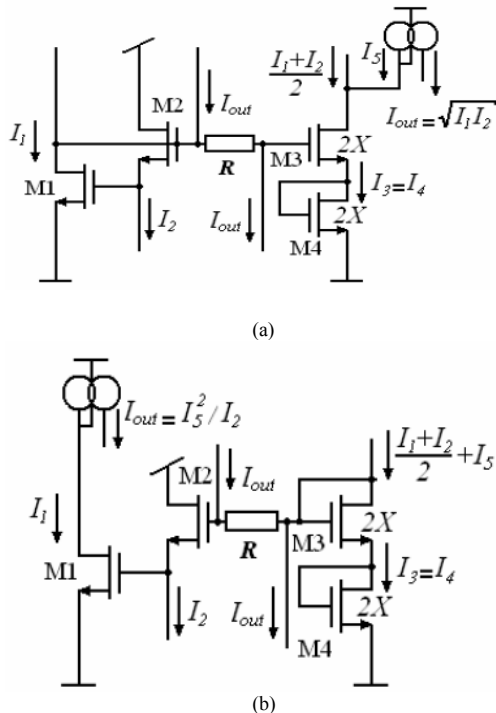 I5
(I1+I2)/2
M2
Iout
Iout=√(I1I2)
I1
R
M3
2X
M1
I3=I4
I2
Iout
2X
M4
(a)
Iout=I5²/I2
(I1+I2)/2+I5
M2
Iout
I1
R
M3
2X
M1
I3=I4
I2
Iout
2X
M4
(b)